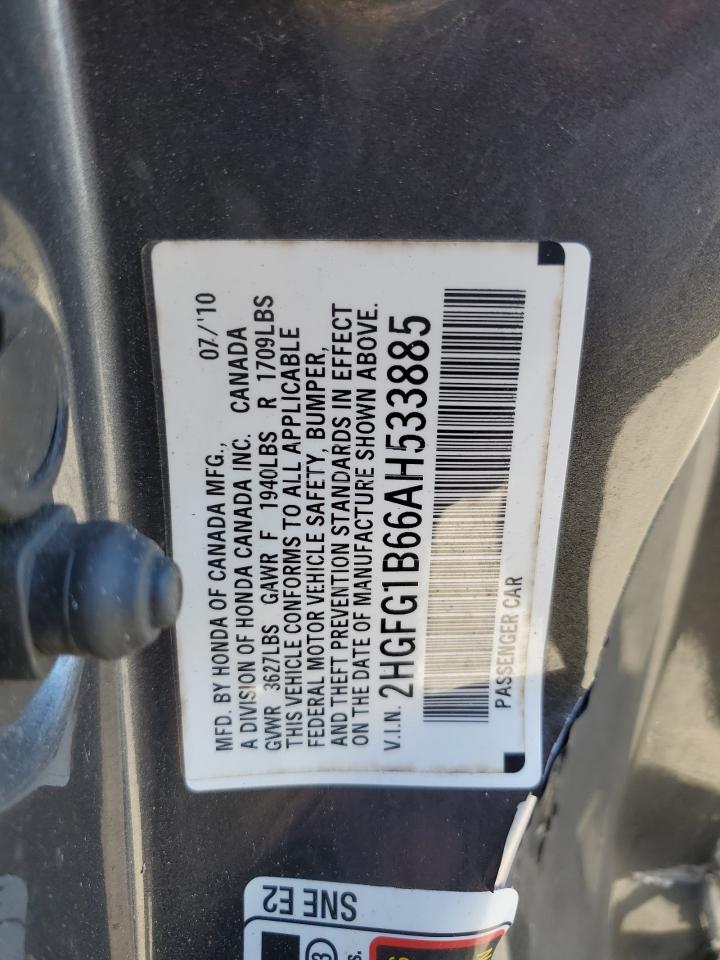 MFD. BY HONDA OF CANADA MFG., 07/'10
A DIVISION OF HONDA CANADA INC. CANADA
GVWR 3627LBS GAWR F 1940LBS R 1709LBS
THIS VEHICLE CONFORMS TO ALL APPLICABLE
FEDERAL MOTOR VEHICLE SAFETY, BUMPER,
AND THEFT PREVENTION STANDARDS IN EFFECT
ON THE DATE OF MANUFACTURE SHOWN ABOVE.
V.I.N. 2HGFG1B66AH533885
PASSENGER CAR
SNE E2